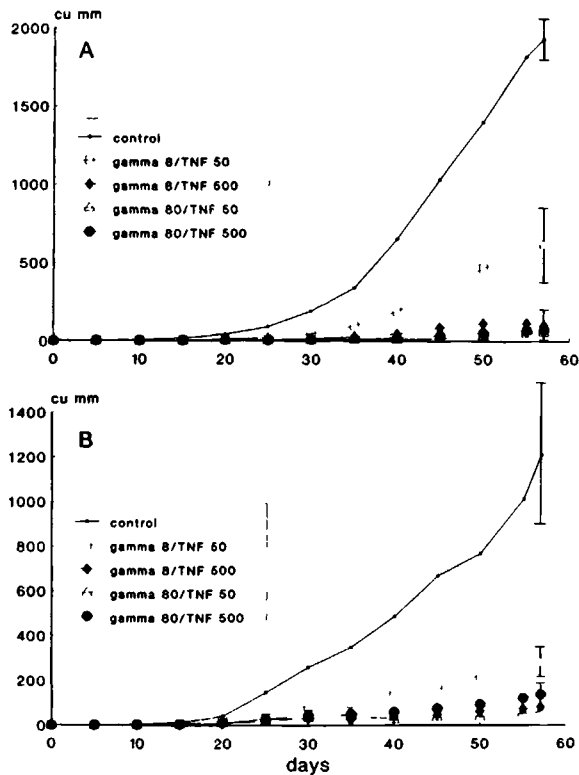 cu mm
2000
A
1500
control
gamma 8/TNF 50
gamma 8/TNF 500
1000
gamma 80/TNF 50
gamma 80/TNF 500
500
0
0 10 20 30 40 50 60
cu mm
1400
B
1200
1000
control
gamma 8/TNF 50
800
gamma 8/TNF 500
gamma 80/TNF 50
600
gamma 80/TNF 500
400
200
0
0 10 20 30 40 50 60
days